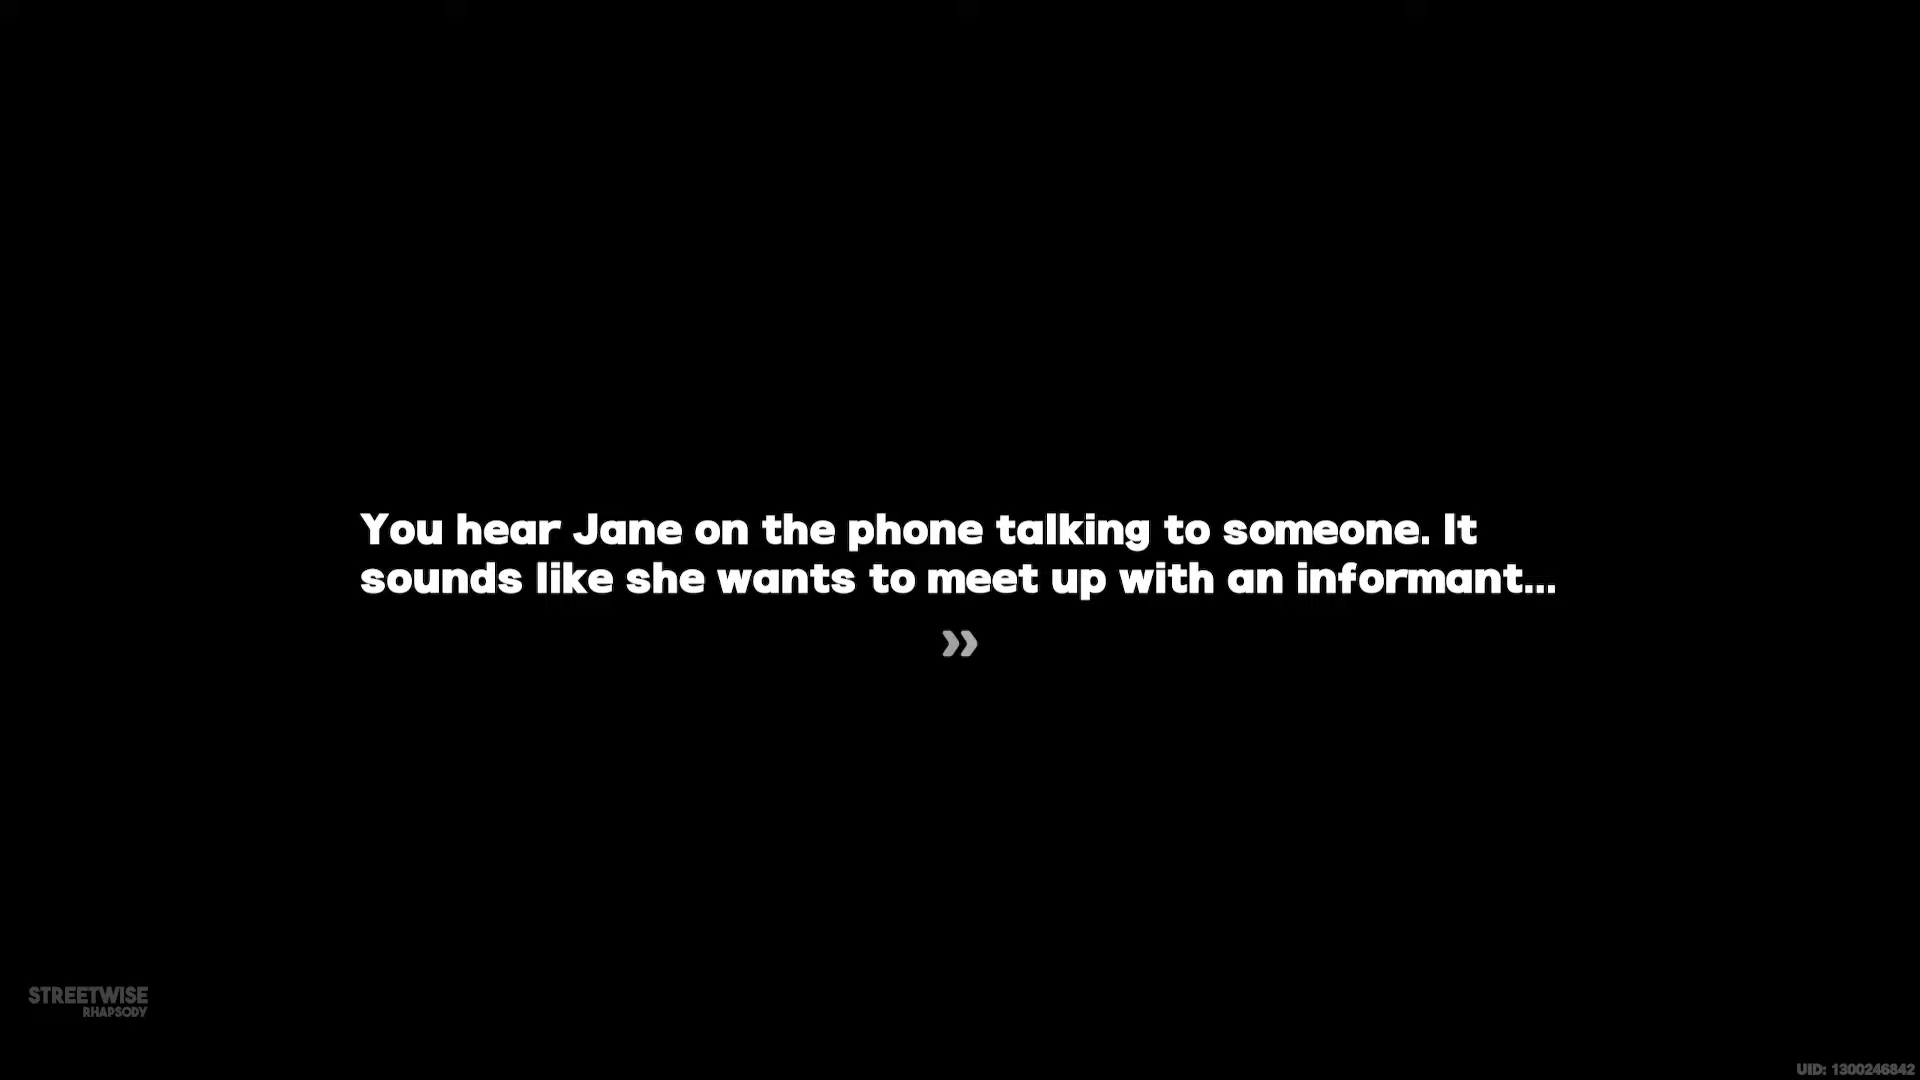 You hear Jane on the phone talking to someone. It
sounds like she wants to meet up with an informant...
STREETWISE
RHAPSODY
UID: 1300246842